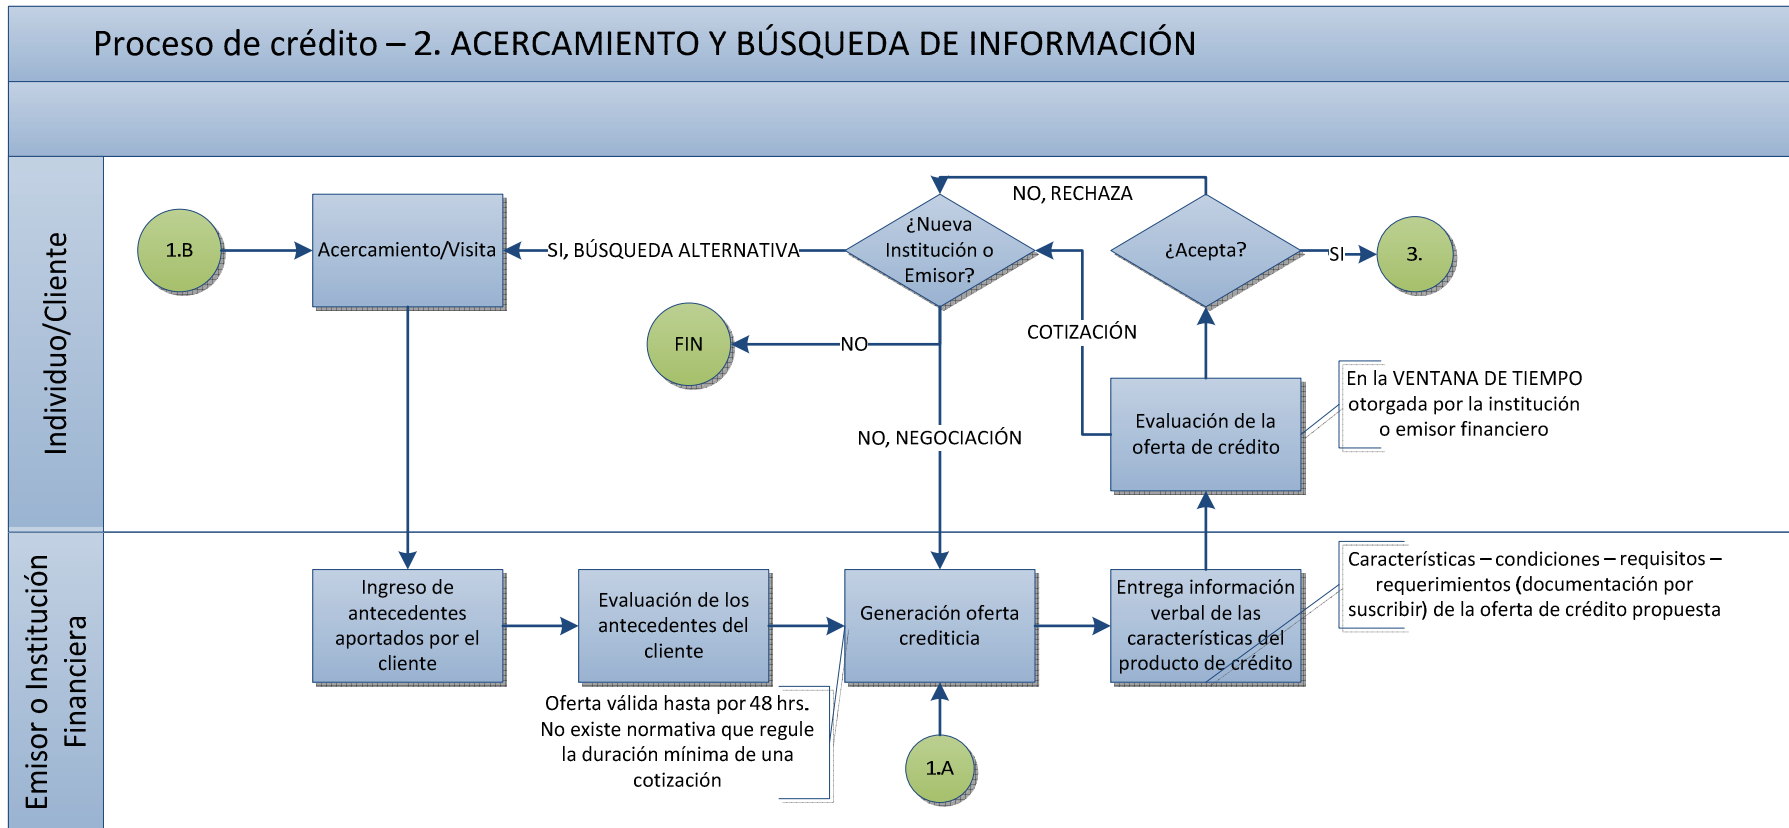 Proceso de crédito – 2. ACERCAMIENTO Y BÚSQUEDA DE INFORMACIÓN
Individuo/Cliente
1.B
Acercamiento/Visita
SI, BÚSQUEDA ALTERNATIVA
¿Nueva
Institución o
Emisor?
NO, RECHAZA
¿Acepta?
SI
3.
FIN
NO
COTIZACIÓN
NO, NEGOCIACIÓN
Evaluación de la
oferta de crédito
En la VENTANA DE TIEMPO
otorgada por la institución
o emisor financiero
Emisor o Institución
Financiera
Ingreso de
antecedentes
aportados por el
cliente
Evaluación de los
antecedentes del
cliente
Generación oferta
crediticia
Entrega información
verbal de las
características del
producto de crédito
Características – condiciones – requisitos –
requerimientos (documentación por
suscribir) de la oferta de crédito propuesta
Oferta válida hasta por 48 hrs.
No existe normativa que regule
la duración mínima de una
cotización
1.A